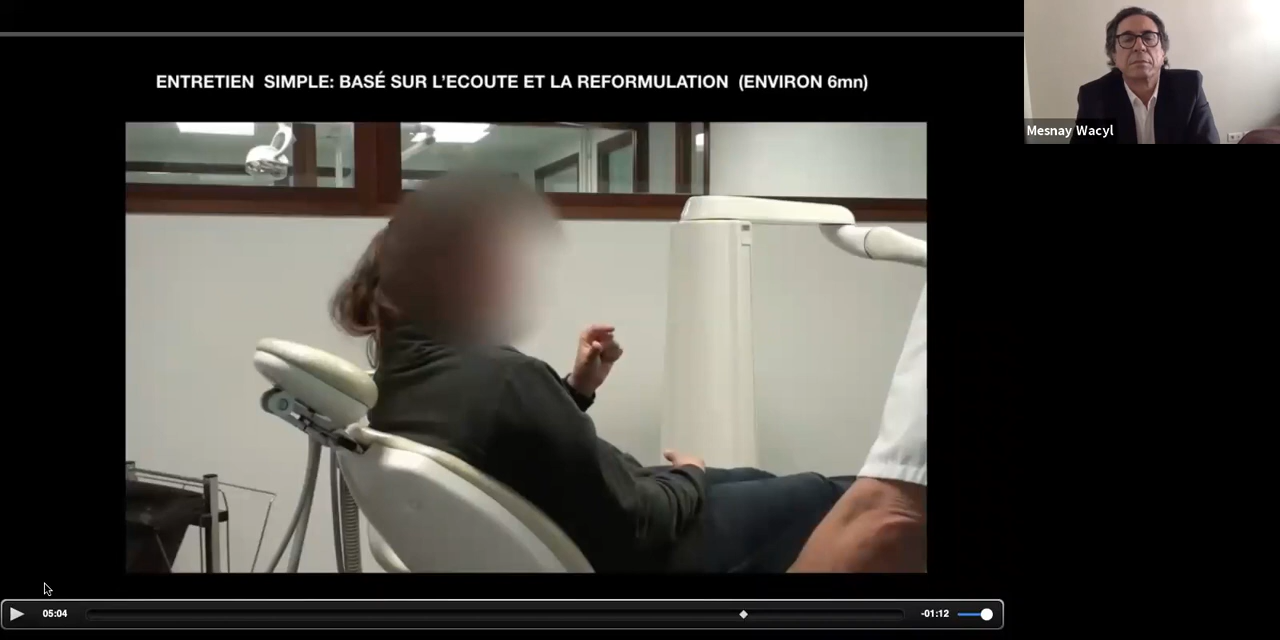 ENTRETIEN SIMPLE: BASÉ SUR L'ECOUTE ET LA REFORMULATION (ENVIRON 6mn)
Mesnay Wacyl
05:04
-01:12